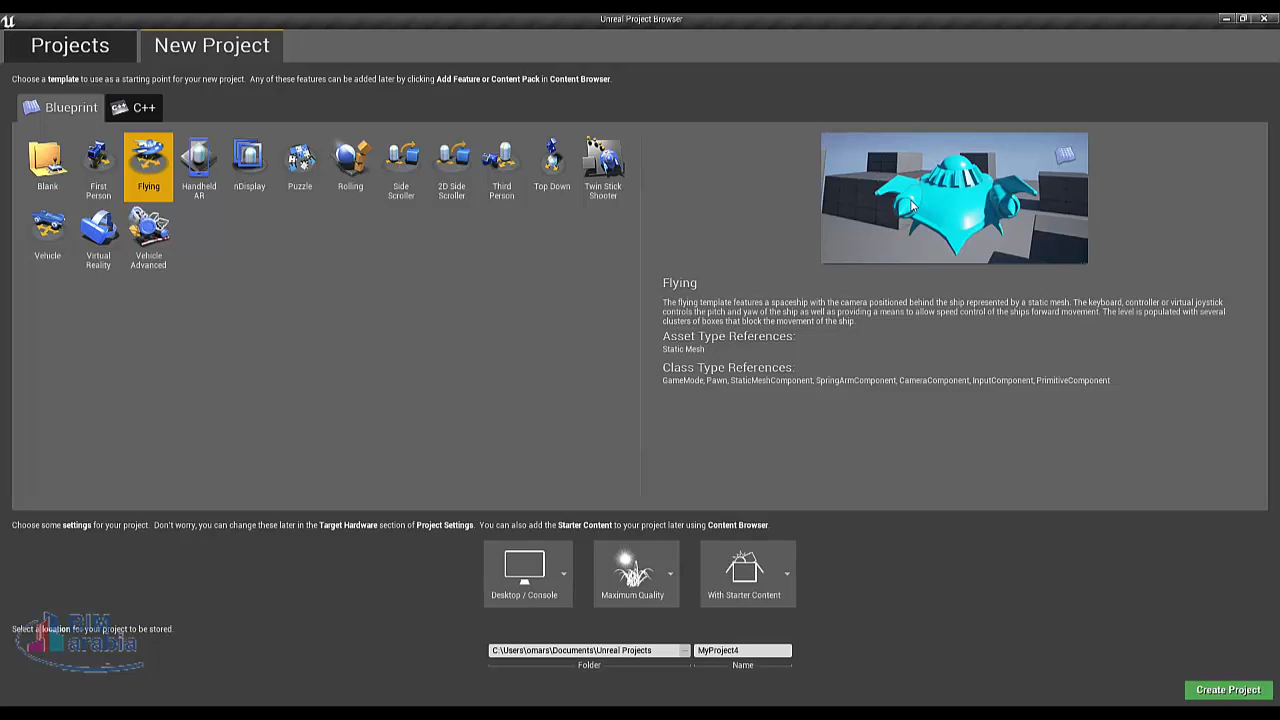 Unreal Project Browser
Projects
New Project
Choose a template to use as a starting point for your new project. Any of these features can be added later by clicking Add Feature or Content Pack in Content Browser.
Blueprint
C++
Blank
First
Person
Flying
Handheld
AR
nDisplay
Puzzle
Rolling
Side
Scroller
2D Side
Scroller
Third
Person
Top Down
Twin Stick
Shooter
Vehicle
Virtual
Reality
Vehicle
Advanced
Flying
The flying template features a spaceship with the camera positioned behind the ship represented by a static mesh. The keyboard, controller or virtual joystick
controls the pitch and yaw of the ship as well as providing a means to allow speed control of the ships forward movement. The level is populated with several
clusters of boxes that block the movement of the ship.
Asset Type References:
Static Mesh
Class Type References:
GameMode, Pawn, StaticMeshComponent, SpringArmComponent, CameraComponent, InputComponent, PrimitiveComponent
Choose some settings for your project. Don't worry, you can change these later in the Target Hardware section of Project Settings. You can also add the Starter Content to your project later using Content Browser.
Desktop / Console
Maximum Quality
With Starter Content
Select a location for your project to be stored.
BIM
arabia
C:\Users\omars\Documents\Unreal Projects
...
MyProject4
Folder
Name
Create Project